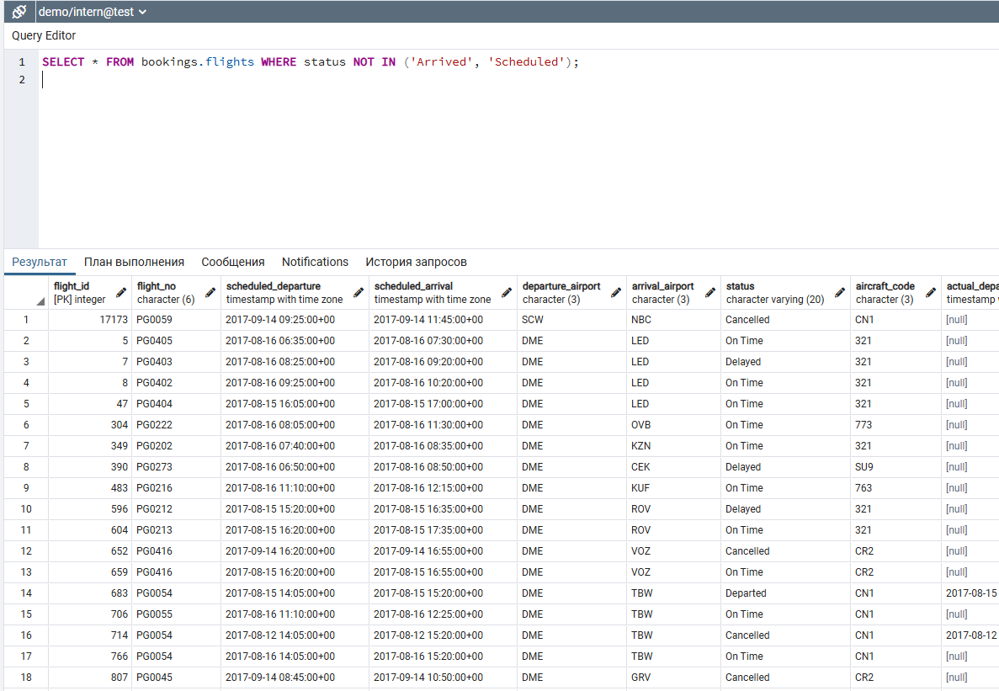 demo/intern@test
Query Editor
1 SELECT * FROM bookings.flights WHERE status NOT IN ('Arrived', 'Scheduled');
2
Результат План выполнения Сообщения Notifications История запросов
flight_id flight_no scheduled_departure scheduled_arrival departure_airport arrival_airport status aircraft_code actual_depa
[PK] integer character (6) timestamp with time zone timestamp with time zone character (3) character (3) character varying (20) character (3) timestamp
1 17173 PG0059 2017-09-14 09:25:00+00 2017-09-14 11:45:00+00 SCW NBC Cancelled CN1 [null]
2 5 PG0405 2017-08-16 06:35:00+00 2017-08-16 07:30:00+00 DME LED On Time 321 [null]
3 7 PG0403 2017-08-16 08:25:00+00 2017-08-16 09:20:00+00 DME LED Delayed 321 [null]
4 8 PG0402 2017-08-16 09:25:00+00 2017-08-16 10:20:00+00 DME LED On Time 321 [null]
5 47 PG0404 2017-08-15 16:05:00+00 2017-08-15 17:00:00+00 DME LED On Time 321 [null]
6 304 PG0222 2017-08-16 08:05:00+00 2017-08-16 11:30:00+00 DME OVB On Time 773 [null]
7 349 PG0202 2017-08-16 07:40:00+00 2017-08-16 08:35:00+00 DME KZN On Time 321 [null]
8 390 PG0273 2017-08-16 06:50:00+00 2017-08-16 08:50:00+00 DME CEK Delayed SU9 [null]
9 483 PG0216 2017-08-16 11:10:00+00 2017-08-16 12:15:00+00 DME KUF On Time 763 [null]
10 596 PG0212 2017-08-15 15:20:00+00 2017-08-15 16:35:00+00 DME ROV Delayed 321 [null]
11 604 PG0213 2017-08-15 16:20:00+00 2017-08-15 17:35:00+00 DME ROV On Time 321 [null]
12 652 PG0416 2017-09-14 16:20:00+00 2017-09-14 16:55:00+00 DME VOZ Cancelled CR2 [null]
13 659 PG0416 2017-08-15 16:20:00+00 2017-08-15 16:55:00+00 DME VOZ On Time CR2 [null]
14 683 PG0054 2017-08-15 14:05:00+00 2017-08-15 15:20:00+00 DME TBW Departed CN1 2017-08-15
15 706 PG0055 2017-08-16 11:10:00+00 2017-08-16 12:25:00+00 DME TBW On Time CN1 [null]
16 714 PG0054 2017-08-12 14:05:00+00 2017-08-12 15:20:00+00 DME TBW Cancelled CN1 2017-08-12
17 766 PG0054 2017-08-16 14:05:00+00 2017-08-16 15:20:00+00 DME TBW On Time CN1 [null]
18 807 PG0045 2017-09-14 08:45:00+00 2017-09-14 10:50:00+00 DME GRV Cancelled CR2 [null]